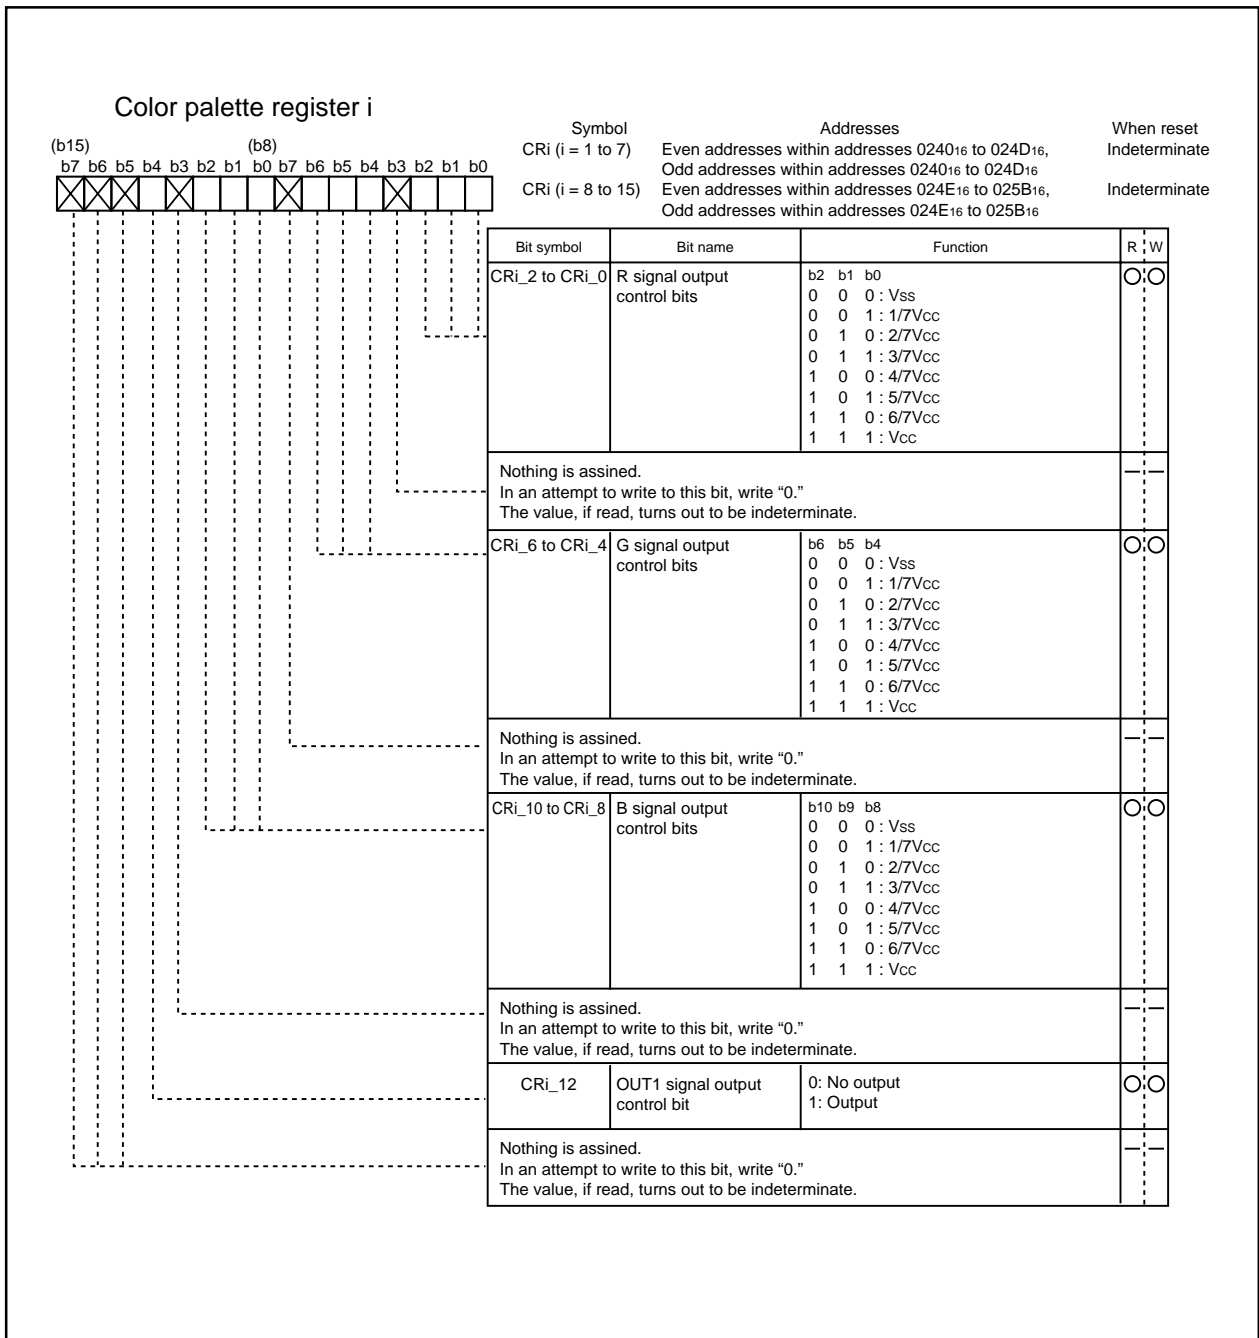 Color palette register i
(b15) (b8)
b7 b6 b5 b4 b3 b2 b1 b0 b7 b6 b5 b4 b3 b2 b1 b0
Symbol Addresses When reset
CRi (i = 1 to 7) Even addresses within addresses 024016 to 024D16, Indeterminate
Odd addresses within addresses 024016 to 024D16
CRi (i = 8 to 15) Even addresses within addresses 024E16 to 025B16, Indeterminate
Odd addresses within addresses 024E16 to 025B16
Bit symbol Bit name Function R W
CRi_2 to CRi_0 R signal output b2 b1 b0
control bits 0 0 0 : Vss
0 0 1 : 1/7Vcc
0 1 0 : 2/7Vcc
0 1 1 : 3/7Vcc
1 0 0 : 4/7Vcc
1 0 1 : 5/7Vcc
1 1 0 : 6/7Vcc
1 1 1 : Vcc
Nothing is assined.
In an attempt to write to this bit, write “0.”
The value, if read, turns out to be indeterminate.
CRi_6 to CRi_4 G signal output b6 b5 b4
control bits 0 0 0 : Vss
0 0 1 : 1/7Vcc
0 1 0 : 2/7Vcc
0 1 1 : 3/7Vcc
1 0 0 : 4/7Vcc
1 0 1 : 5/7Vcc
1 1 0 : 6/7Vcc
1 1 1 : Vcc
Nothing is assined.
In an attempt to write to this bit, write “0.”
The value, if read, turns out to be indeterminate.
CRi_10 to CRi_8 B signal output b10 b9 b8
control bits 0 0 0 : Vss
0 0 1 : 1/7Vcc
0 1 0 : 2/7Vcc
0 1 1 : 3/7Vcc
1 0 0 : 4/7Vcc
1 0 1 : 5/7Vcc
1 1 0 : 6/7Vcc
1 1 1 : Vcc
Nothing is assined.
In an attempt to write to this bit, write “0.”
The value, if read, turns out to be indeterminate.
CRi_12 OUT1 signal output 0: No output
control bit 1: Output
Nothing is assined.
In an attempt to write to this bit, write “0.”
The value, if read, turns out to be indeterminate.